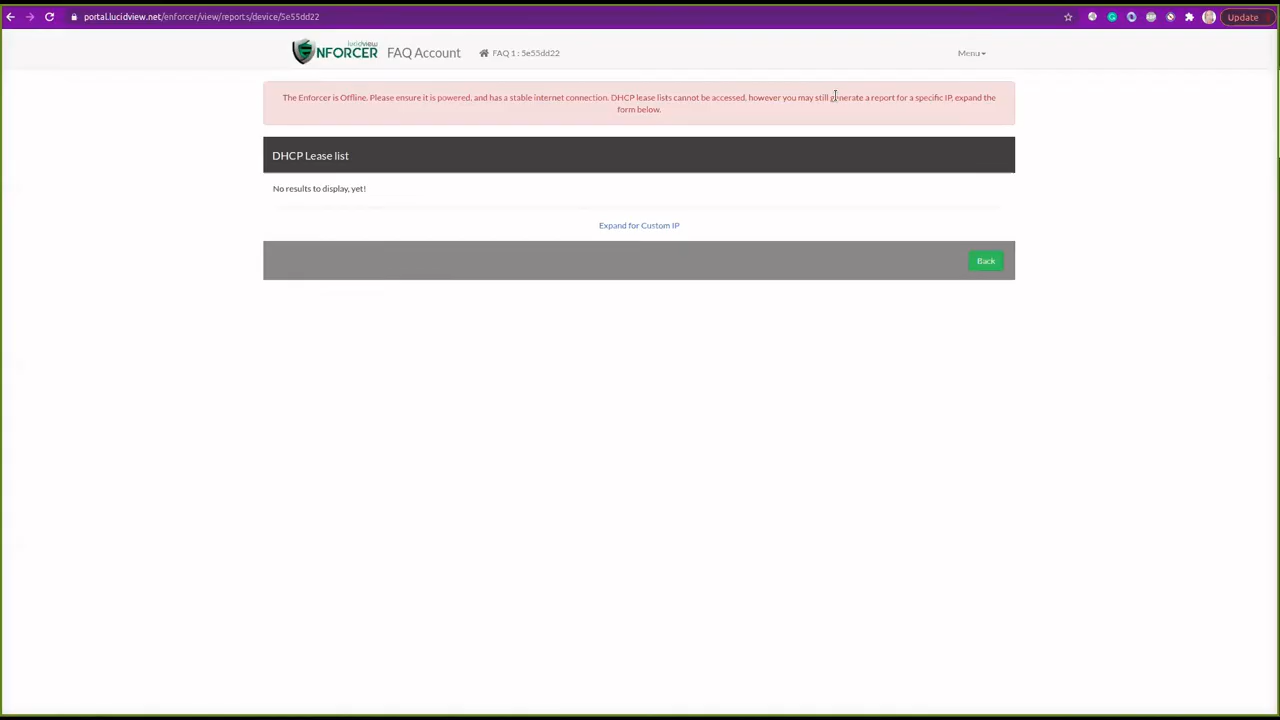 portal.lucidview.net/enforcer/view/reports/device/5e55dd22
Update
lucidview
ENFORCER
FAQ Account
FAQ 1 : 5e55dd22
Menu
The Enforcer is Offline. Please ensure it is powered, and has a stable internet connection. DHCP lease lists cannot be accessed, however you may still generate a report for a specific IP, expand the
form below.
DHCP Lease list
No results to display, yet!
Expand for Custom IP
Back